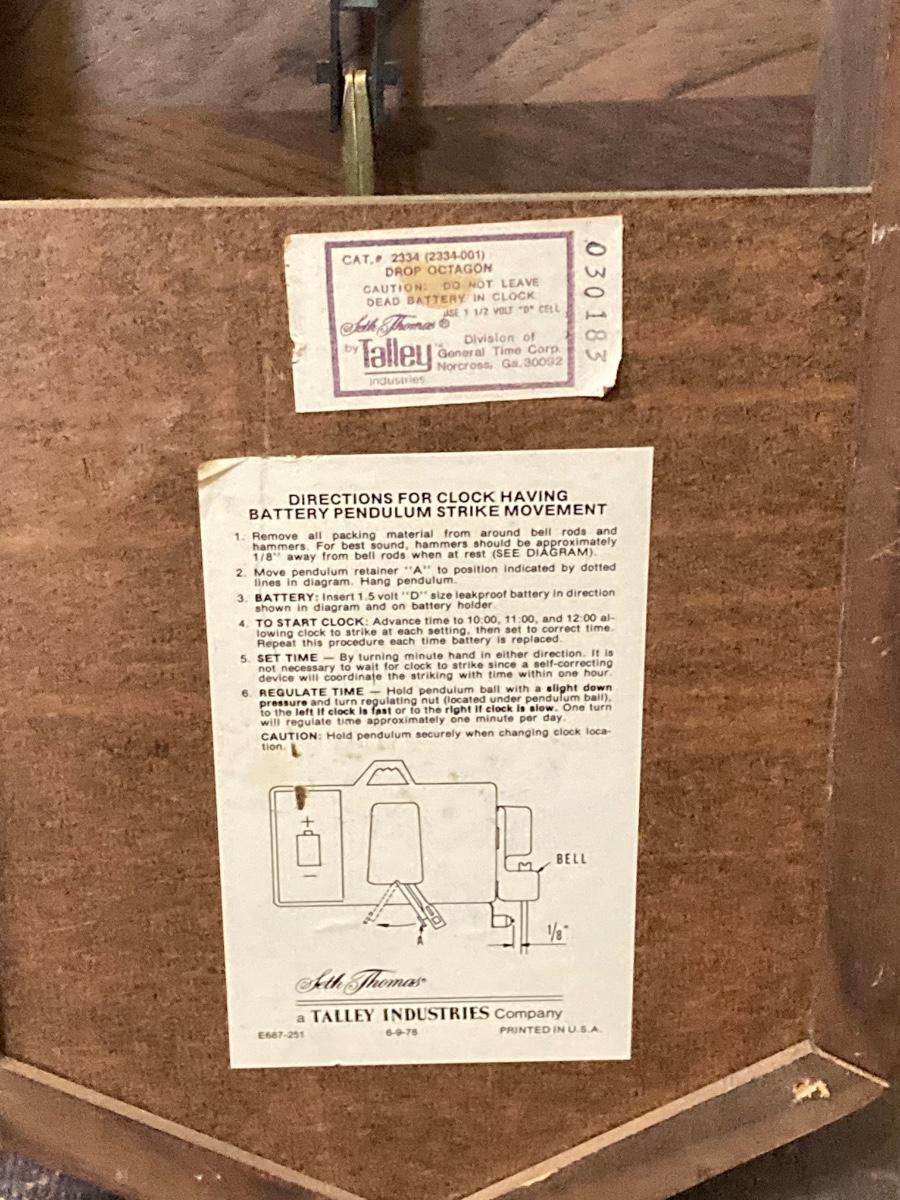 CAT.# 2334 (2334-001)
DROP OCTAGON
CAUTION: DO NOT LEAVE
DEAD BATTERY IN CLOCK
USE 1 1/2 VOLT "D" CELL
Seth Thomas®
by Talley™
Industries
Division of
General Time Corp.
Norcross, Ga. 30092
030183
DIRECTIONS FOR CLOCK HAVING
BATTERY PENDULUM STRIKE MOVEMENT
1. Remove all packing material from around bell rods and
hammers. For best sound, hammers should be approximately
1/8" away from bell rods when at rest (SEE DIAGRAM).
2. Move pendulum retainer "A" to position indicated by dotted
lines in diagram. Hang pendulum.
3. BATTERY: Insert 1.5 volt "D" size leakproof battery in direction
shown in diagram and on battery holder.
4. TO START CLOCK: Advance time to 10:00, 11:00, and 12:00 al-
lowing clock to strike at each setting, then set to correct time.
Repeat this procedure each time battery is replaced.
5. SET TIME — By turning minute hand in either direction. It is
not necessary to wait for clock to strike since a self-correcting
device will coordinate the striking with time within one hour.
6. REGULATE TIME — Hold pendulum ball with a slight down
pressure and turn regulating nut (located under pendulum ball),
to the left if clock is fast or to the right if clock is slow. One turn
will regulate time approximately one minute per day.
CAUTION: Hold pendulum securely when changing clock loca-
tion.
+
−
BELL
A
1/8"
Seth Thomas®
a TALLEY INDUSTRIES Company
E687-251 6-9-78 PRINTED IN U.S.A.